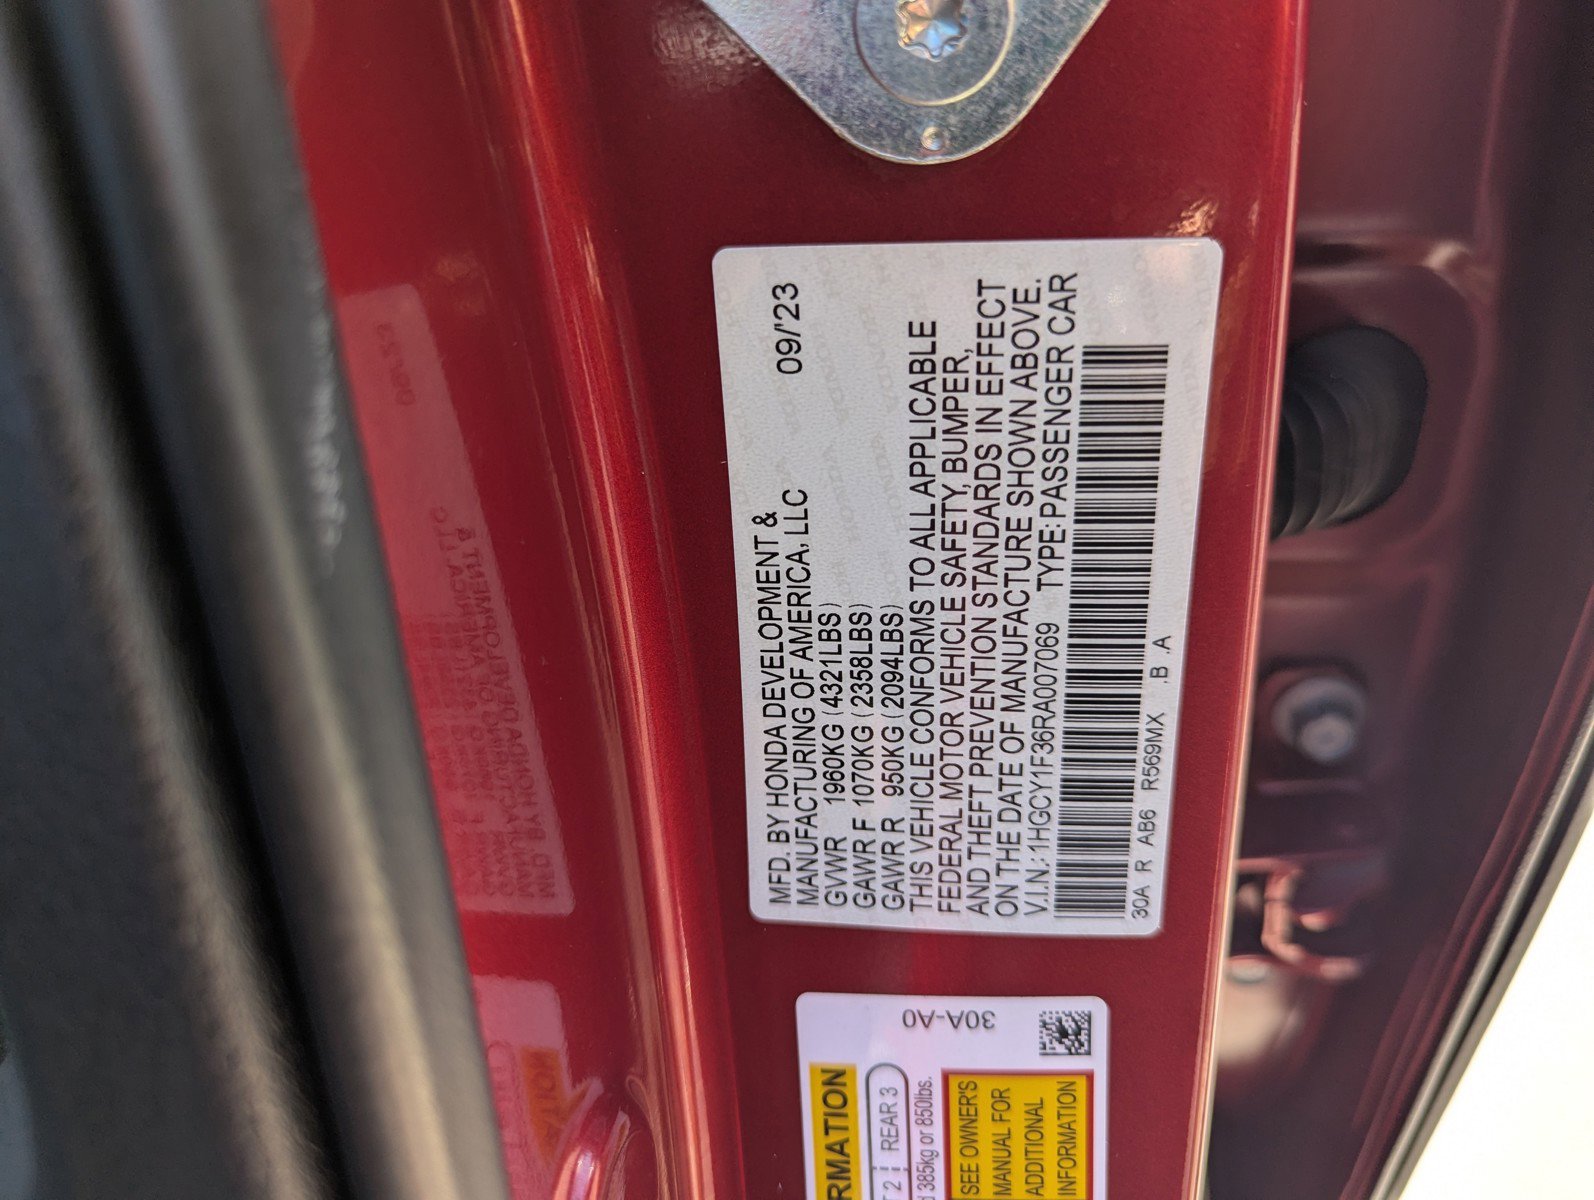 MFD. BY HONDA DEVELOPMENT &
MANUFACTURING OF AMERICA, LLC 09/'23
GVWR 1960KG (4321LBS)
GAWR F 1070KG (2358LBS)
GAWR R 950KG (2094LBS)
THIS VEHICLE CONFORMS TO ALL APPLICABLE
FEDERAL MOTOR VEHICLE SAFETY, BUMPER,
AND THEFT PREVENTION STANDARDS IN EFFECT
ON THE DATE OF MANUFACTURE SHOWN ABOVE.
V.I.N.: 1HGCY1F36RA007069 TYPE: PASSENGER CAR
30A R AB6 R569MX .B .A
30A-A0
RMATION
T 2 REAR 3
385kg or 850lbs.
SEE OWNER'S
MANUAL FOR
ADDITIONAL
INFORMATION